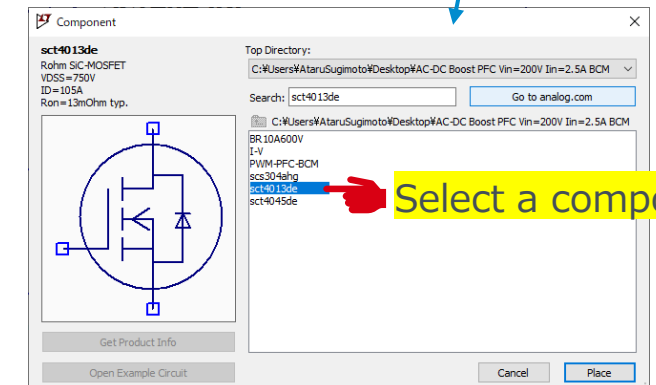 Component
sct4013de
Rohm SiC-MOSFET
VDSS=750V
ID=105A
Ron=13mOhm typ.
Top Directory:
C:¥Users¥AtaruSugimoto¥Desktop¥AC-DC Boost PFC Vin=200V Iin=2.5A BCM
Search: sct4013de
Go to analog.com
C:¥Users¥AtaruSugimoto¥Desktop¥AC-DC Boost PFC Vin=200V Iin=2.5A BCM
BR10A600V
I-V
PWM-PFC-BCM
scs304ahg
sct4013de
sct4045de
Select a compo
Get Product Info
Open Example Circuit
Cancel
Place